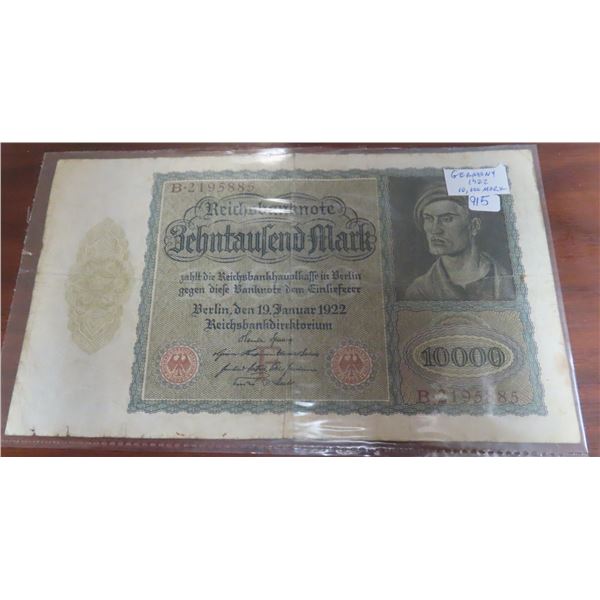 B·2195885
Reichsbanknote
Zehntausend Mark
zahlt die Reichsbankhauptkasse in Berlin
gegen diese Banknote dem Einlieferer
Berlin, den 19. Januar 1922
Reichsbankdirektorium
GERMANY
1922
10,000 MARK
915
10000
B·2195885